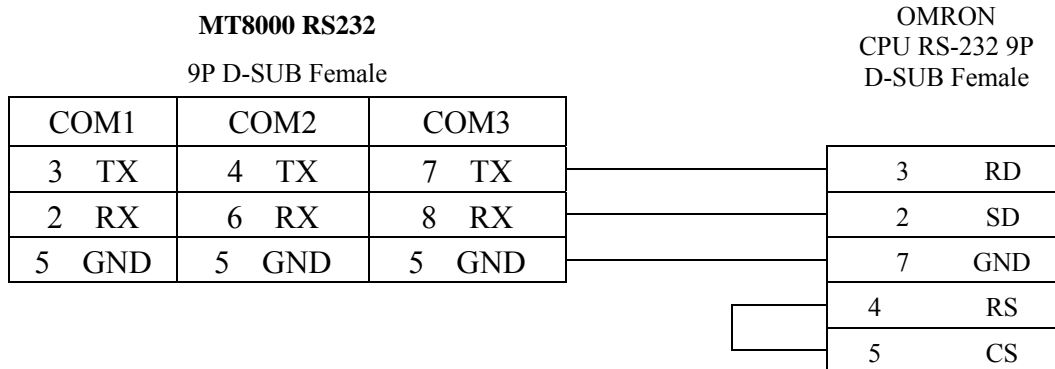 MT8000 RS232
9P D-SUB Female
OMRON
CPU RS-232 9P
D-SUB Female
COM1 COM2 COM3
3 TX 4 TX 7 TX
2 RX 6 RX 8 RX
5 GND 5 GND 5 GND
3 RD
2 SD
7 GND
4 RS
5 CS